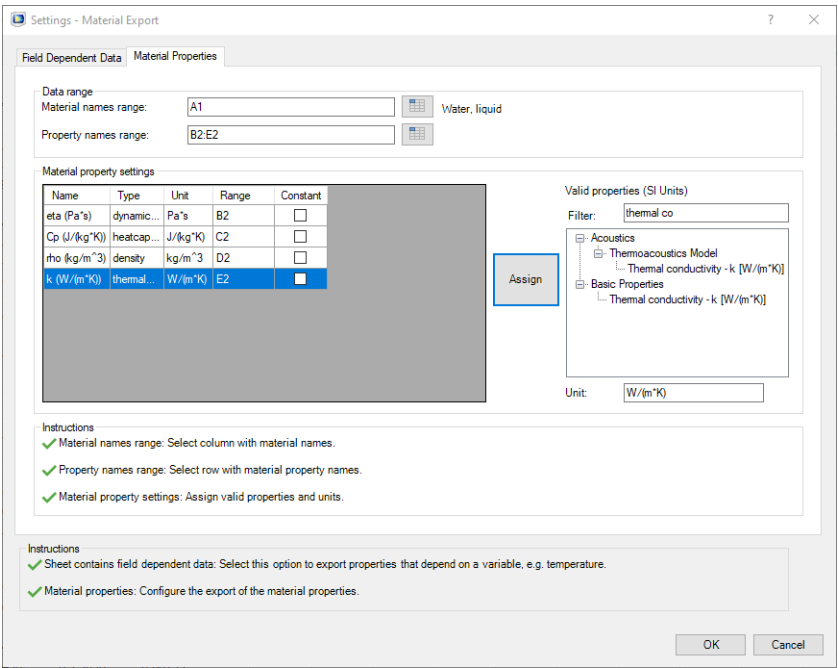 Settings - Material Export
Field Dependent Data Material Properties
Data range
Material names range: A1 Water, liquid
Property names range: B2:E2
Material property settings
Name Type Unit Range Constant
eta (Pa*s) dynamic... Pa*s B2
Cp (J/(kg*K)) heatcap... J/(kg*K) C2
rho (kg/m^3) density kg/m^3 D2
k (W/(m*K)) thermal... W/(m*K) E2
Assign
Valid properties (SI Units)
Filter: thermal co
Acoustics
Thermoacoustics Model
Thermal conductivity - k [W/(m*K)]
Basic Properties
Thermal conductivity - k [W/(m*K)]
Unit: W/(m*K)
Instructions
Material names range: Select column with material names.
Property names range: Select row with material property names.
Material property settings: Assign valid properties and units.
Instructions
Sheet contains field dependent data: Select this option to export properties that depend on a variable, e.g. temperature.
Material properties: Configure the export of the material properties.
OK Cancel